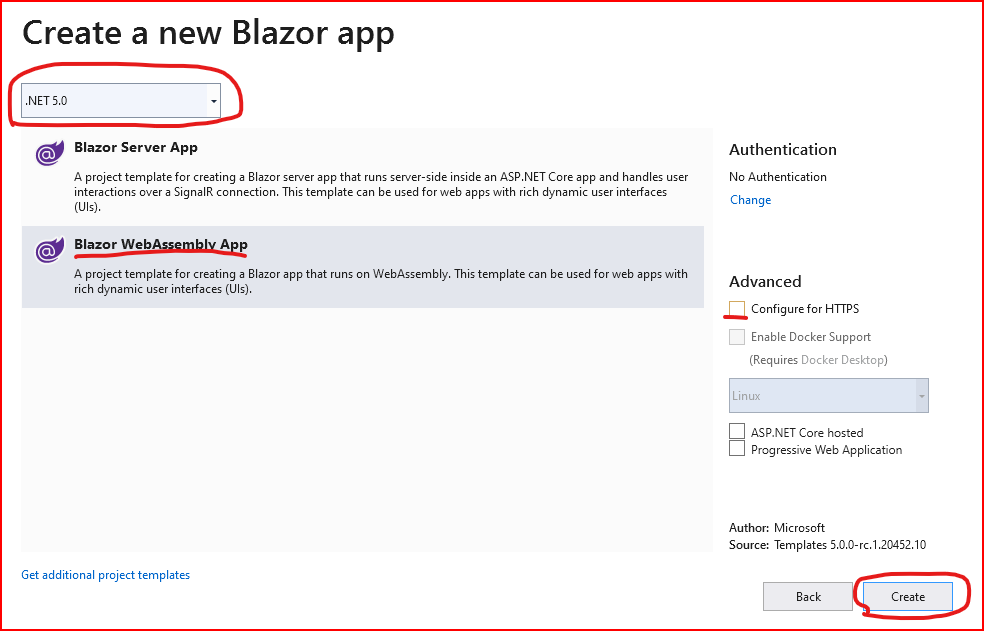 Create a new Blazor app
.NET 5.0
Blazor Server App
A project template for creating a Blazor server app that runs server-side inside an ASP.NET Core app and handles user
interactions over a SignalR connection. This template can be used for web apps with rich dynamic user interfaces
(UIs).
Blazor WebAssembly App
A project template for creating a Blazor app that runs on WebAssembly. This template can be used for web apps with
rich dynamic user interfaces (UIs).
Get additional project templates
Authentication
No Authentication
Change
Advanced
Configure for HTTPS
Enable Docker Support
(Requires Docker Desktop)
Linux
ASP.NET Core hosted
Progressive Web Application
Author: Microsoft
Source: Templates 5.0.0-rc.1.20452.10
Back
Create